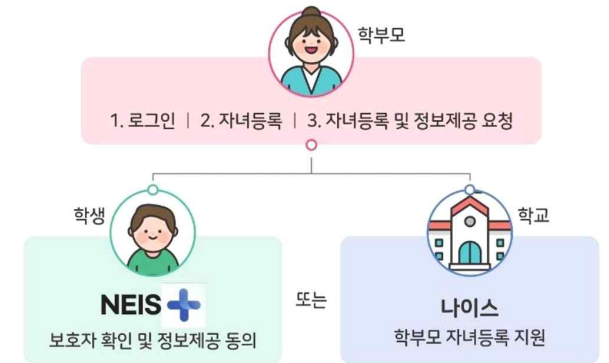 학부모
1. 로그인 | 2. 자녀등록 | 3. 자녀등록 및 정보제공 요청
학생
학교
NEIS+
또는
나이스
보호자 확인 및 정보제공 동의
학부모 자녀등록 지원